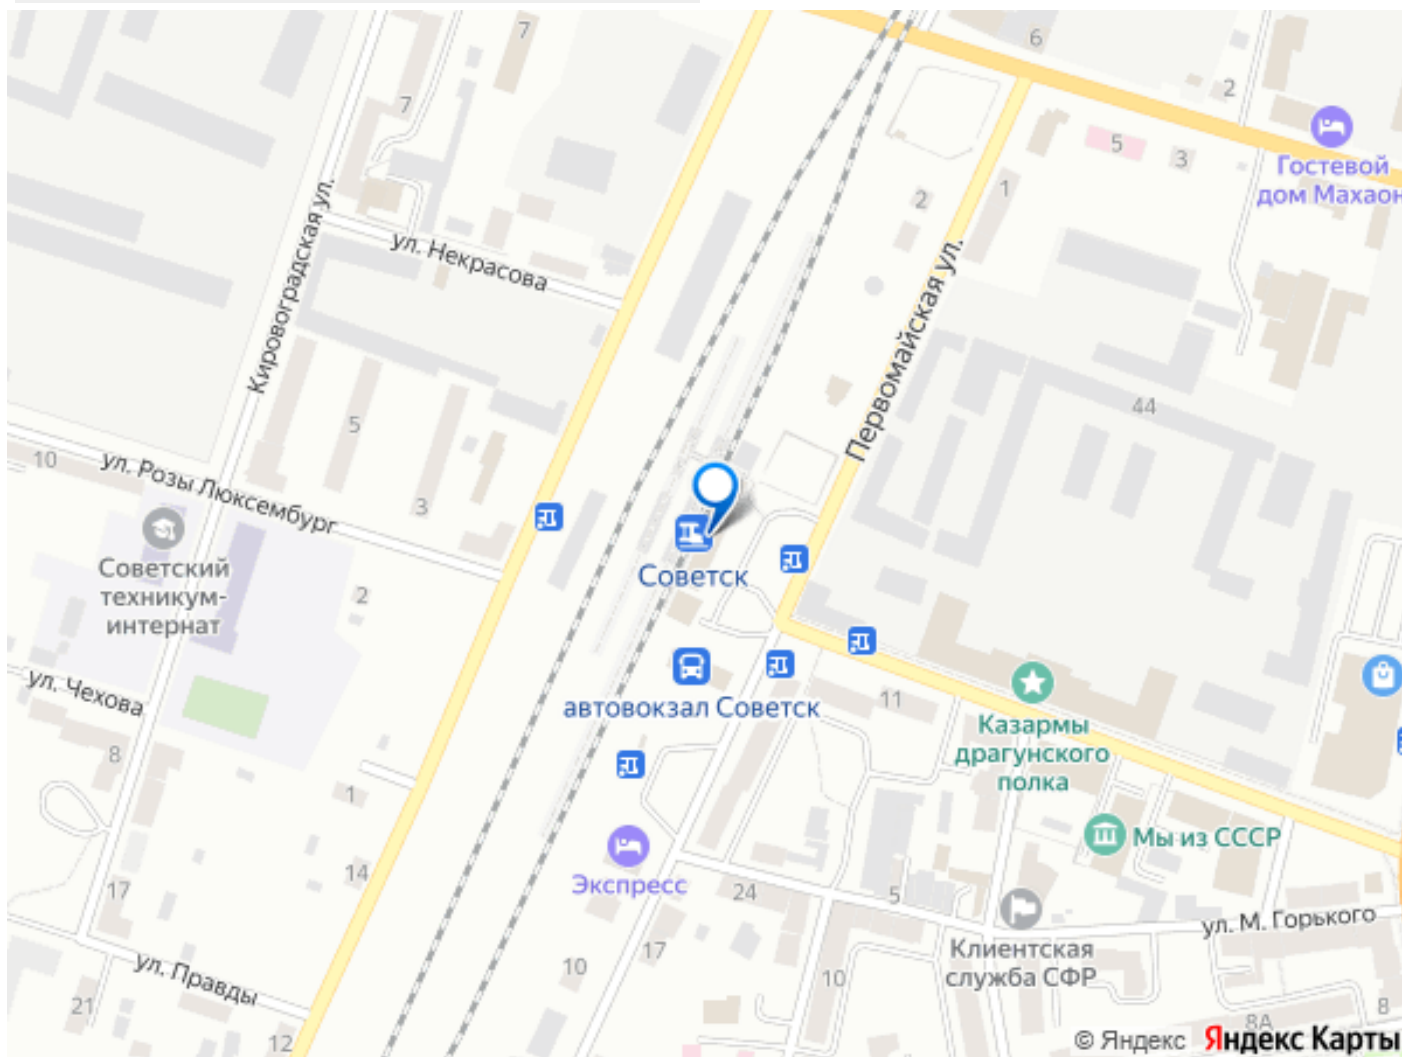 7
6
2
7
5
3
Гостевой
дом Махаон
Кировоградская ул.
2
1
ул. Некрасова
Первомайская ул.
44
5
10
ул. Розы Люксембург
3
Советский
техникум-
интернат
2
Советск
ул. Чехова
автовокзал Советск
11
Казармы
драгунского
полка
8
1
Мы из СССР
14
Экспресс
17
24
5
ул. М. Горького
Клиентская
служба СФР
17
10
10
ул. Правды
21
12
8А
8
© Яндекс Яндекс Карты